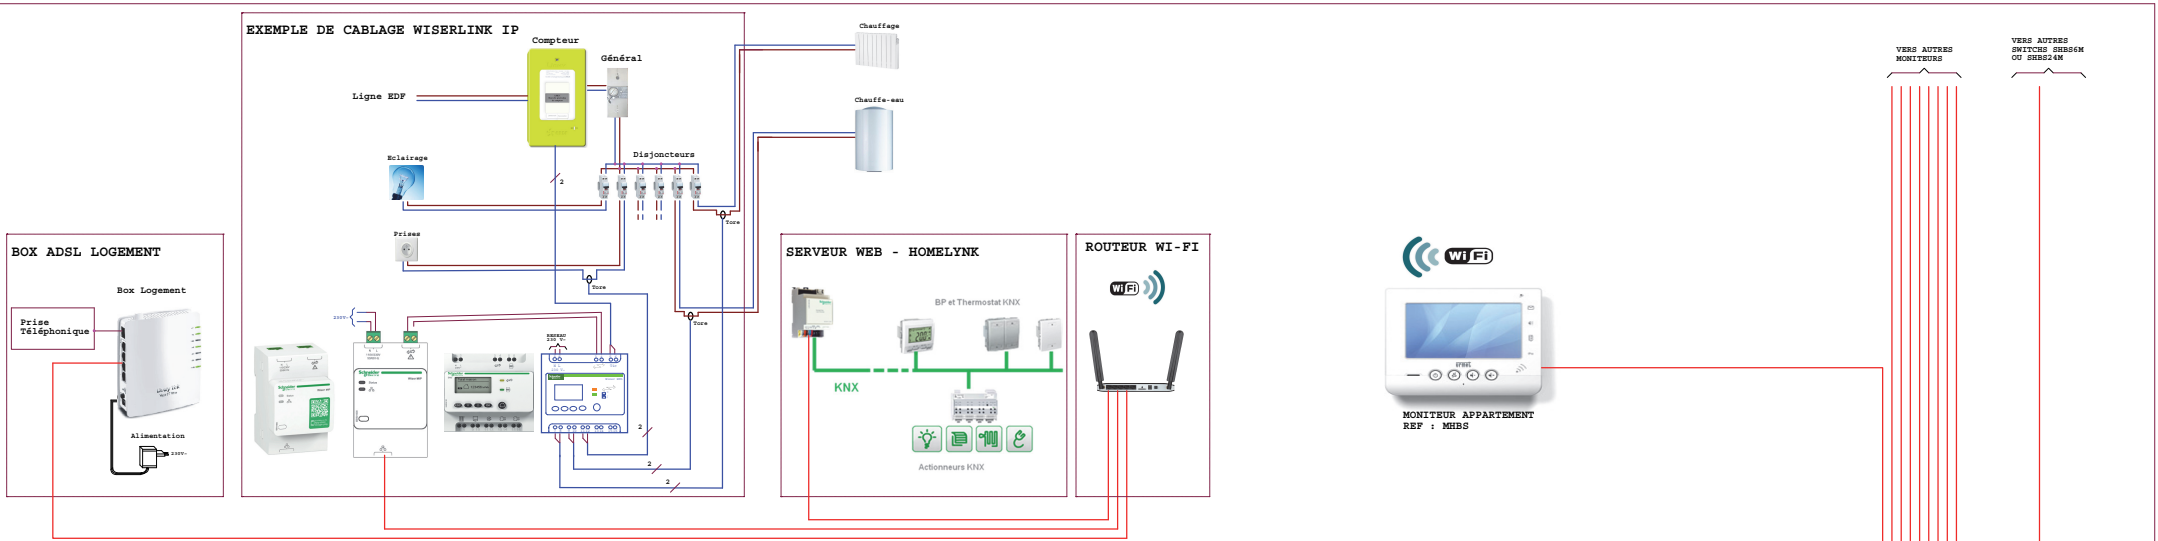 EXEMPLE DE CABLAGE WISERLINK IP
Compteur
Général
Ligne EDF
Eclairage
Disjoncteurs
2
Prises
Tore
Tore
Tore
Chauffage
Chauffe-eau
BOX ADSL LOGEMENT
Box Logement
Prise
Téléphonique
Alimentation
230V~
230V~
RESEAU
230 V~
2
2
2
SERVEUR WEB - HOMELYNK
BP et Thermostat KNX
KNX
Actionneurs KNX
ROUTEUR WI-FI
Wi Fi
Wi Fi
MONITEUR APPARTEMENT
REF : MHBS
VERS AUTRES
MONITEURS
VERS AUTRES
SWITCHS SHBS6M
OU SHBS24M